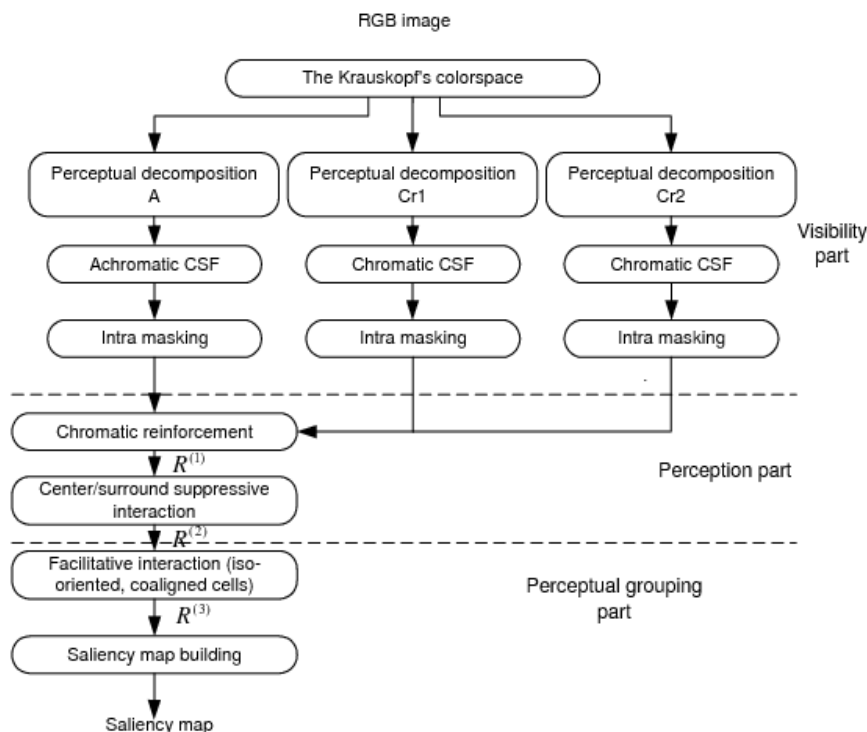 RGB image
The Krauskopf's colorspace
Perceptual decomposition
A
Perceptual decomposition
Cr1
Perceptual decomposition
Cr2
Visibility
part
Achromatic CSF
Chromatic CSF
Chromatic CSF
Intra masking
Intra masking
Intra masking
Chromatic reinforcement
R^(1)
Perception part
Center/surround suppressive
interaction
R^(2)
Facilitative interaction (iso-
oriented, coaligned cells)
Perceptual grouping
part
R^(3)
Saliency map building
Saliency map